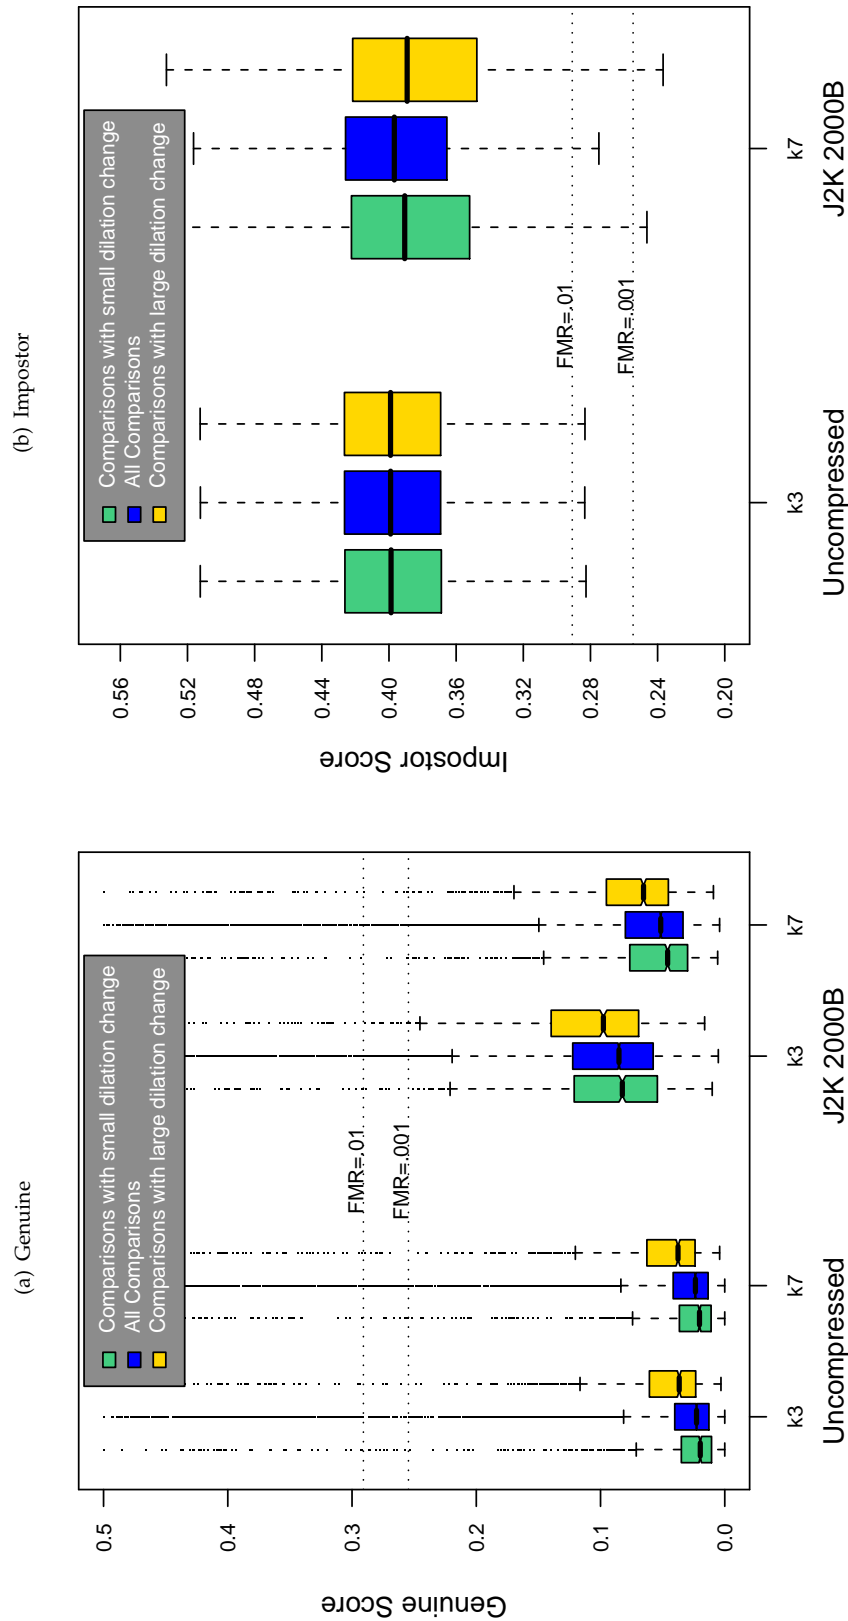 (a) Genuine
Genuine Score
0.0
0.1
0.2
0.3
0.4
0.5
Comparisons with small dilation change
All Comparisons
Comparisons with large dilation change
FMR=.01
FMR=.001
k3
k7
k3
k7
Uncompressed
J2K 2000B
(b) Impostor
Impostor Score
0.20
0.24
0.28
0.32
0.36
0.40
0.44
0.48
0.52
0.56
Comparisons with small dilation change
All Comparisons
Comparisons with large dilation change
FMR=.01
FMR=.001
k3
k7
Uncompressed
J2K 2000B